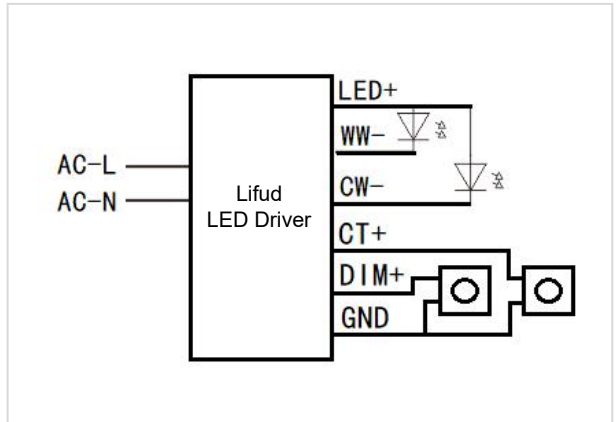 LED+
WW-
AC-L
CW-
AC-N
Lifud
LED Driver
CT+
DIM+
GND